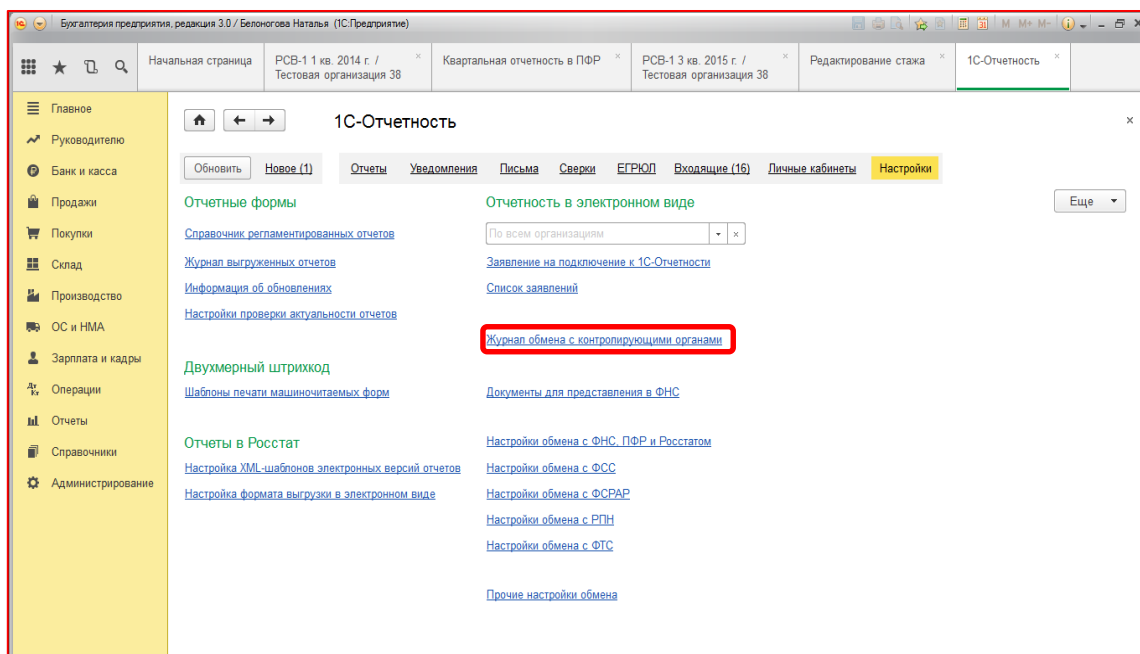 Бухгалтерия предприятия, редакция 3.0 / Белоногова Наталья (1С:Предприятие)
M M+ M-
Начальная страница
РСВ-1 1 кв. 2014 г. /
Тестовая организация 38
Квартальная отчетность в ПФР
РСВ-1 3 кв. 2015 г. /
Тестовая организация 38
Редактирование стажа
1С-Отчетность
Главное
Руководителю
Банк и касса
Продажи
Покупки
Склад
Производство
ОС и НМА
Зарплата и кадры
Операции
Отчеты
Справочники
Администрирование
1С-Отчетность
Обновить
Новое (1)
Отчеты
Уведомления
Письма
Сверки
ЕГРЮЛ
Входящие (16)
Личные кабинеты
Настройки
Еще
Отчетные формы
Справочник регламентированных отчетов
Журнал выгруженных отчетов
Информация об обновлениях
Настройки проверки актуальности отчетов
Двухмерный штрихкод
Шаблоны печати машиночитаемых форм
Отчеты в Росстат
Настройка XML-шаблонов электронных версий отчетов
Настройка формата выгрузки в электронном виде
Отчетность в электронном виде
По всем организациям
Заявление на подключение к 1С-Отчетности
Список заявлений
Журнал обмена с контролирующими органами
Документы для представления в ФНС
Настройки обмена с ФНС, ПФР и Росстатом
Настройки обмена с ФСС
Настройки обмена с ФСРАР
Настройки обмена с РПН
Настройки обмена с ФТС
Прочие настройки обмена